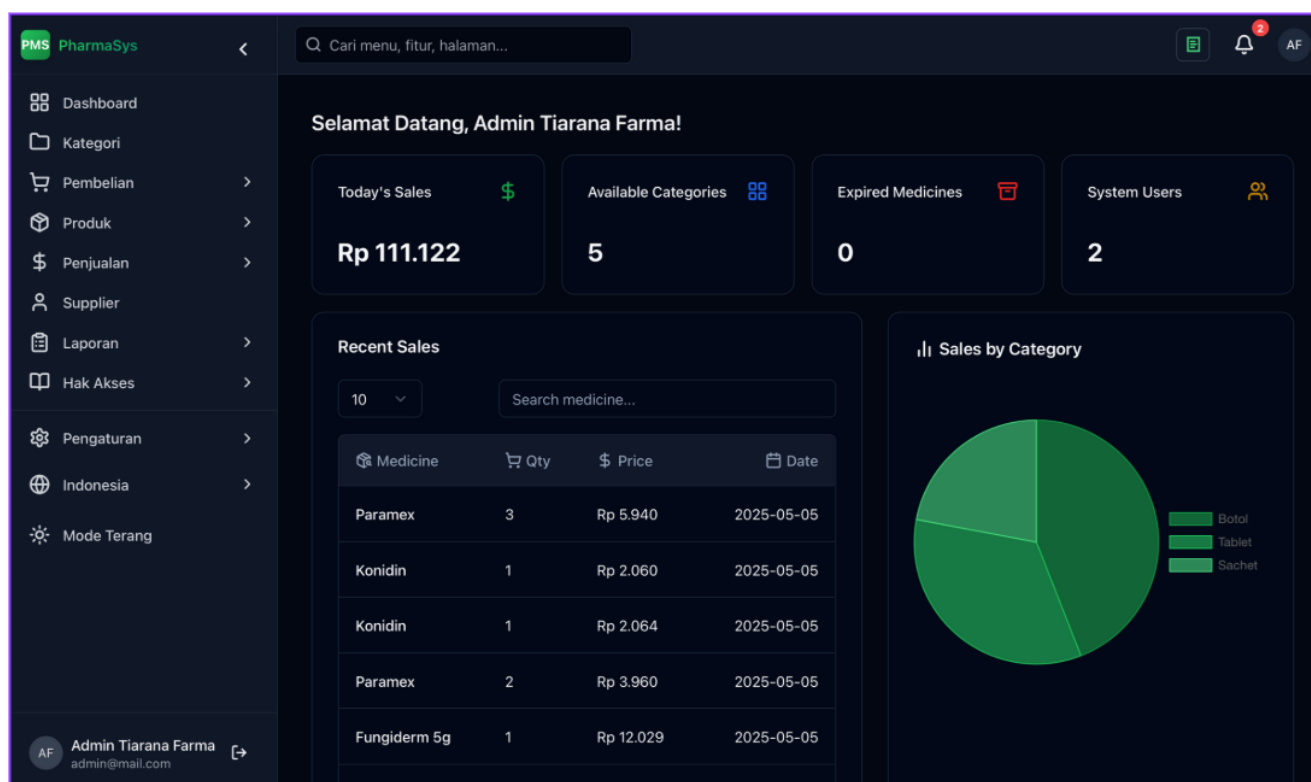 PMS PharmaSys
Cari menu, fitur, halaman...
2
AF
Dashboard
Kategori
Pembelian
Produk
Penjualan
Supplier
Laporan
Hak Akses
Pengaturan
Indonesia
Mode Terang
AF
Admin Tiarana Farma
admin@mail.com
Selamat Datang, Admin Tiarana Farma!
Today's Sales
Rp 111.122
Available Categories
5
Expired Medicines
0
System Users
2
Recent Sales
10
Search medicine...
Medicine Qty $ Price Date
Paramex 3 Rp 5.940 2025-05-05
Konidin 1 Rp 2.060 2025-05-05
Konidin 1 Rp 2.064 2025-05-05
Paramex 2 Rp 3.960 2025-05-05
Fungiderm 5g 1 Rp 12.029 2025-05-05
Sales by Category
Botol
Tablet
Sachet